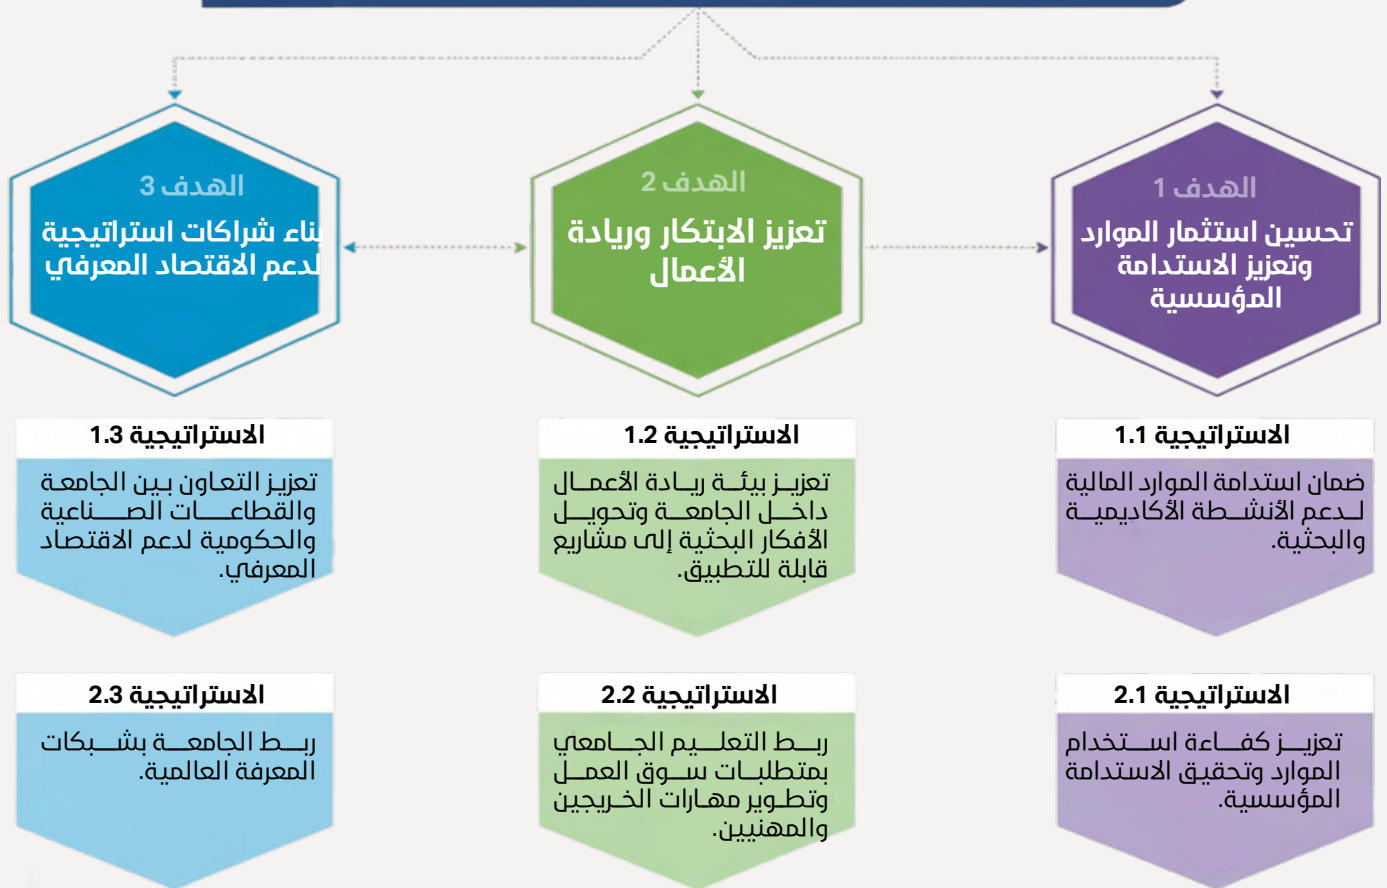 الهدف 1
تحسين استثمار الموارد
وتعزيز الاستدامة
المؤسسية
الهدف 2
تعزيز الابتكار وريادة
الأعمال
الهدف 3
بناء شراكات استراتيجية
لدعم الاقتصاد المعرفي
الاستراتيجية 1.1
ضمان استدامة الموارد المالية
لدعم الأنشطة الأكاديمية
والبحثية.
الاستراتيجية 1.2
تعزيز بيئة ريادة الأعمال
داخل الجامعة وتحويل
الأفكار البحثية إلى مشاريع
قابلة للتطبيق.
الاستراتيجية 1.3
تعزيز التعاون بين الجامعة
والقطاعات الصناعية
والحكومية لدعم الاقتصاد
المعرفي.
الاستراتيجية 2.1
تعزيز كفاءة استخدام
الموارد وتحقيق الاستدامة
المؤسسية.
الاستراتيجية 2.2
ربط التعليم الجامعي
بمتطلبات سوق العمل
وتطوير مهارات الخريجين
والمهنيين.
الاستراتيجية 2.3
ربط الجامعة بشبكات
المعرفة العالمية.